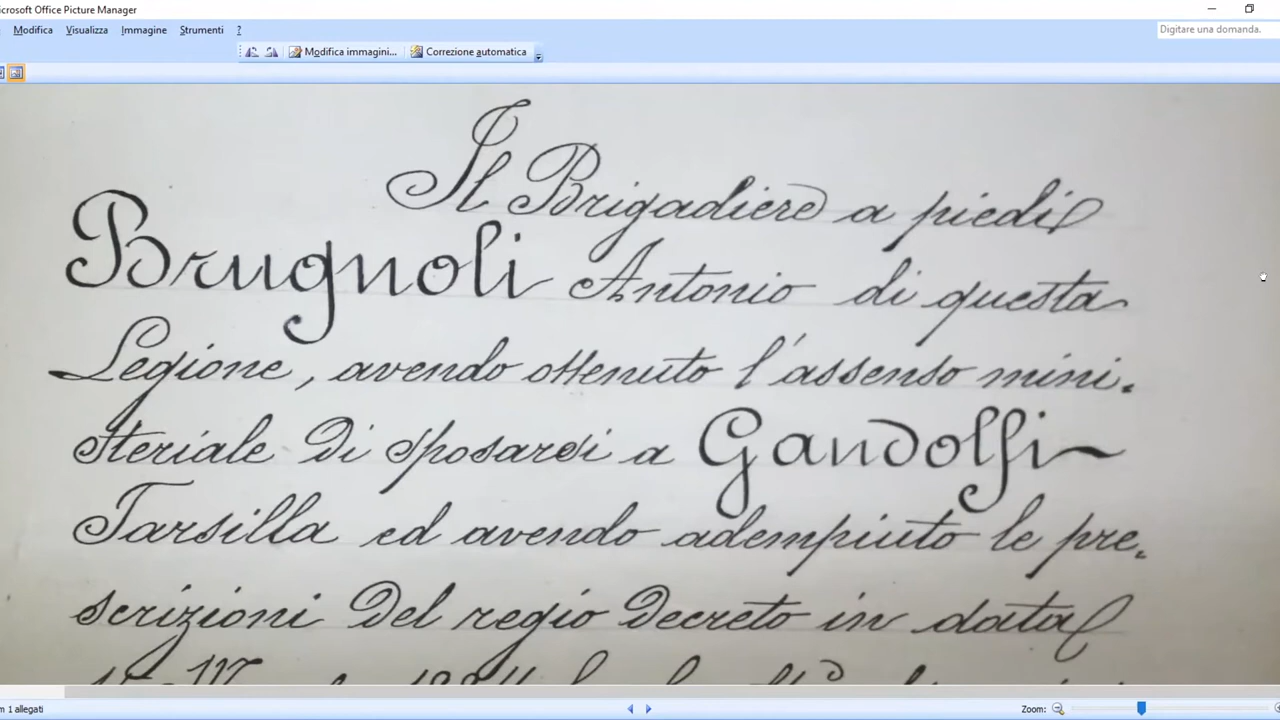 Microsoft Office Picture Manager
Modifica Visualizza Immagine Strumenti ?
Digitare una domanda.
Modifica immagini... Correzione automatica
Il Brigadiere a piedi
Brugnoli Antonio di questa
Legione, avendo ottenuto l'assenso mini-
steriale di sposarsi a Gandolfi
Tarsilla ed avendo adempiuto le pre-
scrizioni del regio decreto in data
1 allegati
Zoom: